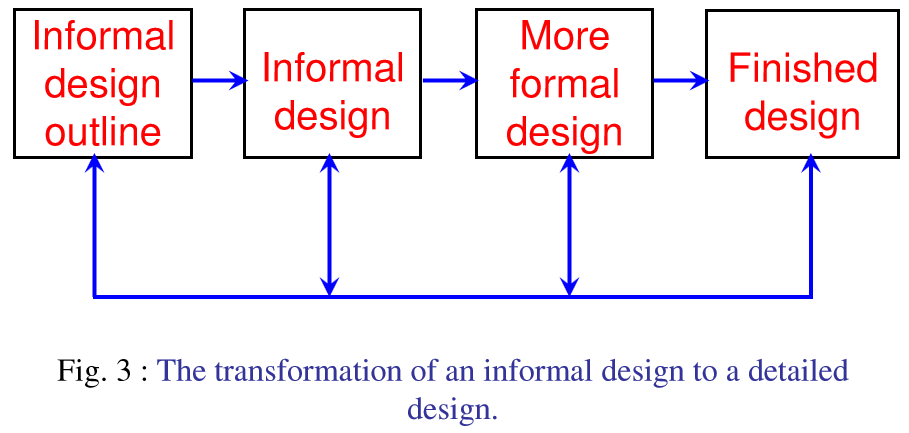 Informal
design
outline
Informal
design
More
formal
design
Finished
design
Fig. 3 : The transformation of an informal design to a detailed
design.